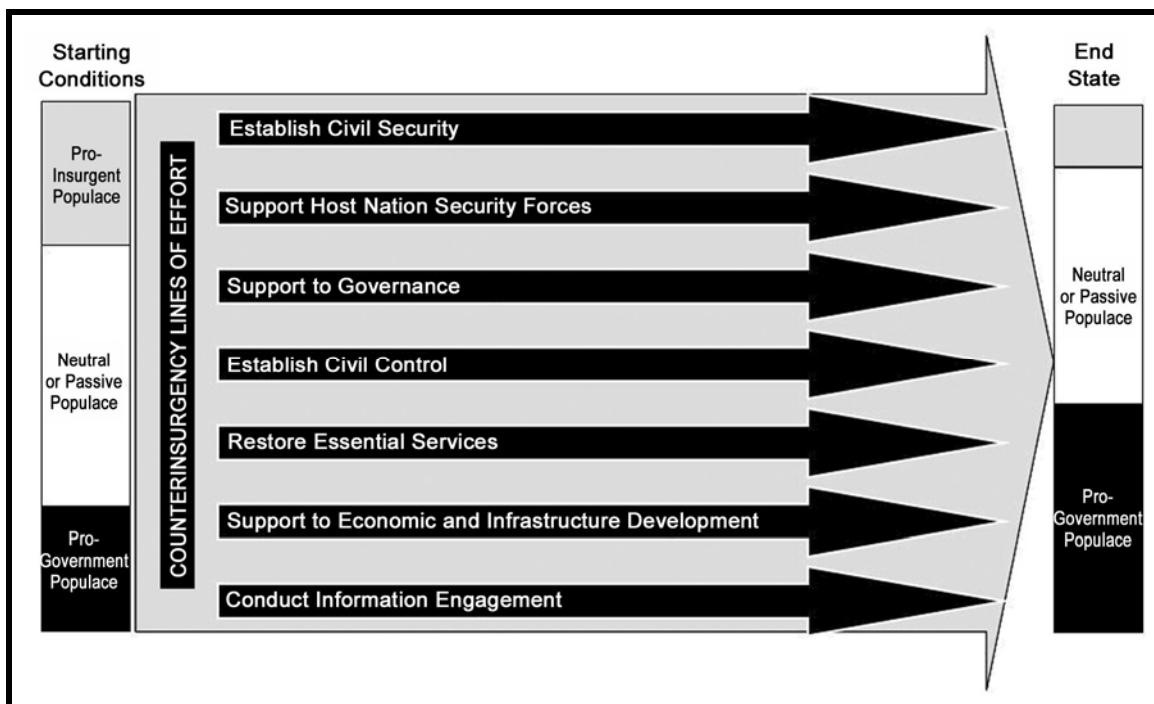 Starting
Conditions
Pro-
Insurgent
Populace
Neutral
or Passive
Populace
Pro-
Government
Populace
COUNTERINSURGENCY LINES OF EFFORT
Establish Civil Security
Support Host Nation Security Forces
Support to Governance
Establish Civil Control
Restore Essential Services
Support to Economic and Infrastructure Development
Conduct Information Engagement
End
State
Neutral
or Passive
Populace
Pro-
Government
Populace